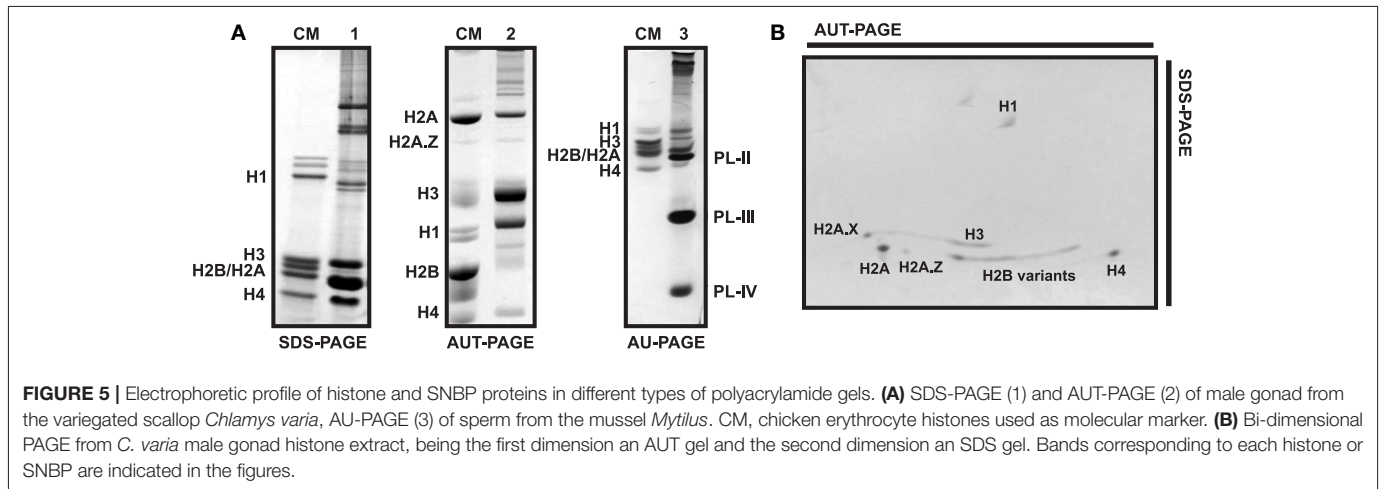 A
CM 1
H1
H3
H2B/H2A
H4
SDS-PAGE
CM 2
H2A
H2A.Z
H3
H1
H2B
H4
AUT-PAGE
CM 3
H1
H3
H2B/H2A
H4
PL-II
PL-III
PL-IV
AU-PAGE
B
AUT-PAGE
SDS-PAGE
H1
H2A.X
H3
H2A
H2A.Z
H2B variants
H4
FIGURE 5 | Electrophoretic profile of histone and SNBP proteins in different types of polyacrylamide gels. (A) SDS-PAGE (1) and AUT-PAGE (2) of male gonad from
the variegated scallop Chlamys varia, AU-PAGE (3) of sperm from the mussel Mytilus. CM, chicken erythrocyte histones used as molecular marker. (B) Bi-dimensional
PAGE from C. varia male gonad histone extract, being the first dimension an AUT gel and the second dimension an SDS gel. Bands corresponding to each histone or
SNBP are indicated in the figures.